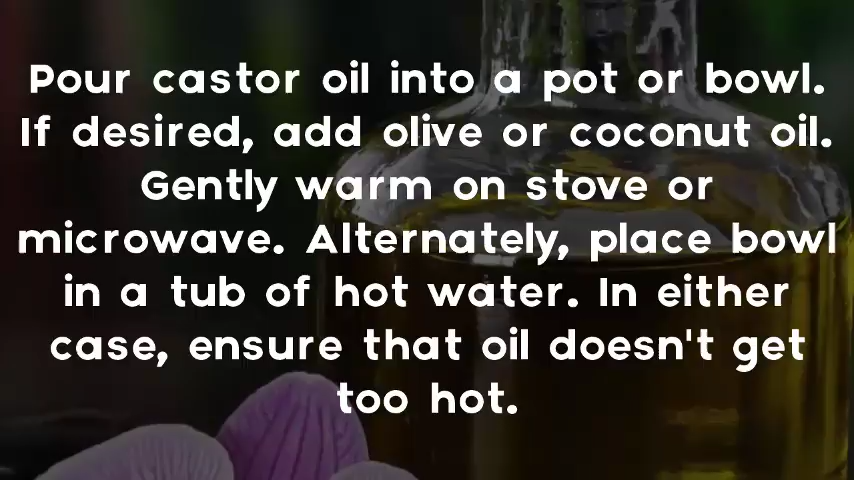 Pour castor oil into a pot or bowl.
If desired, add olive or coconut oil.
Gently warm on stove or
microwave. Alternately, place bowl
in a tub of hot water. In either
case, ensure that oil doesn't get
too hot.